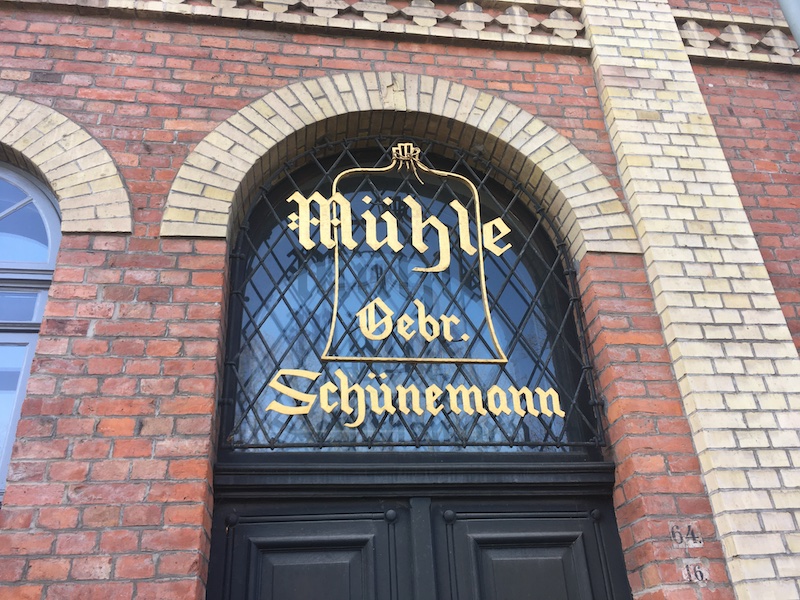 Mühle
Gebr.
Schünemann
64.
16.